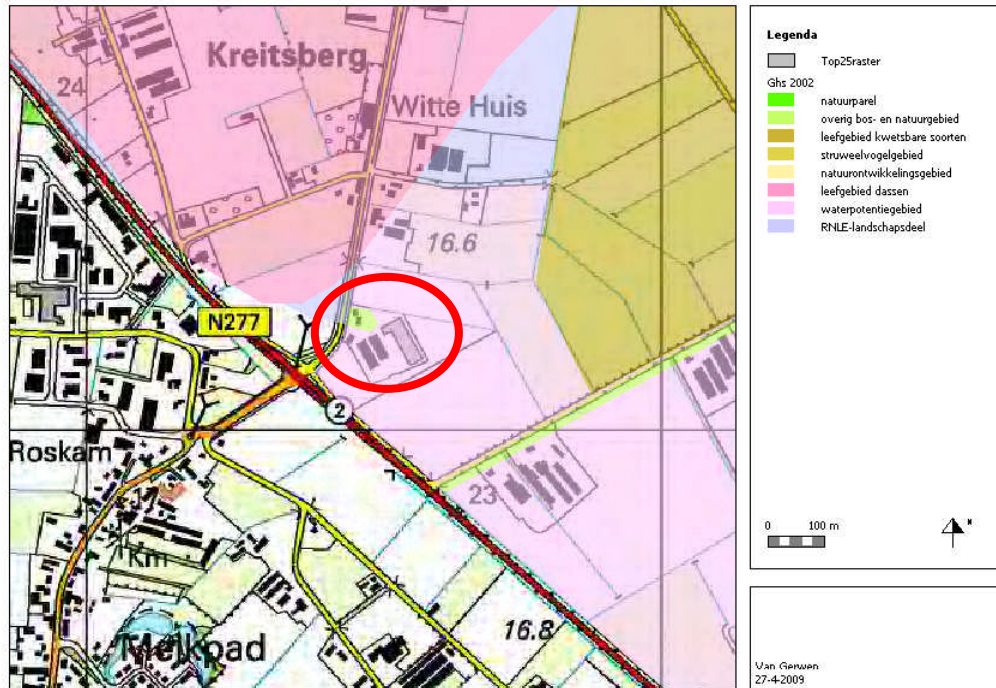 Kreitsberg
24
Witte Huis
16.6
N277
2
Roskam
23
Km
16.8
Melkpad
Legenda
Top25raster
Ghs 2002
natuurparel
overig bos- en natuurgebied
leefgebied kwetsbare soorten
struweelvogelgebied
natuurontwikkelingsgebied
leefgebied dassen
waterpotentiegebied
RNLE-landschapsdeel
0 100 m
N
Van Gerwen
27-4-2009